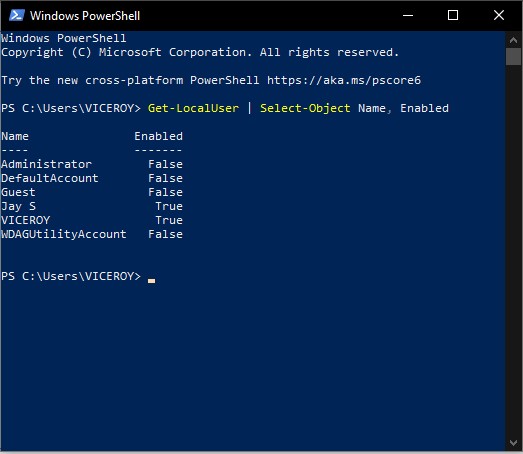 Windows PowerShell
Windows PowerShell
Copyright (C) Microsoft Corporation. All rights reserved.
Try the new cross-platform PowerShell https://aka.ms/pscore6
PS C:\Users\VICEROY> Get-LocalUser | Select-Object Name, Enabled
Name Enabled
---- -------
Administrator False
DefaultAccount False
Guest False
Jay S True
VICEROY True
WDAGUtilityAccount False
PS C:\Users\VICEROY>